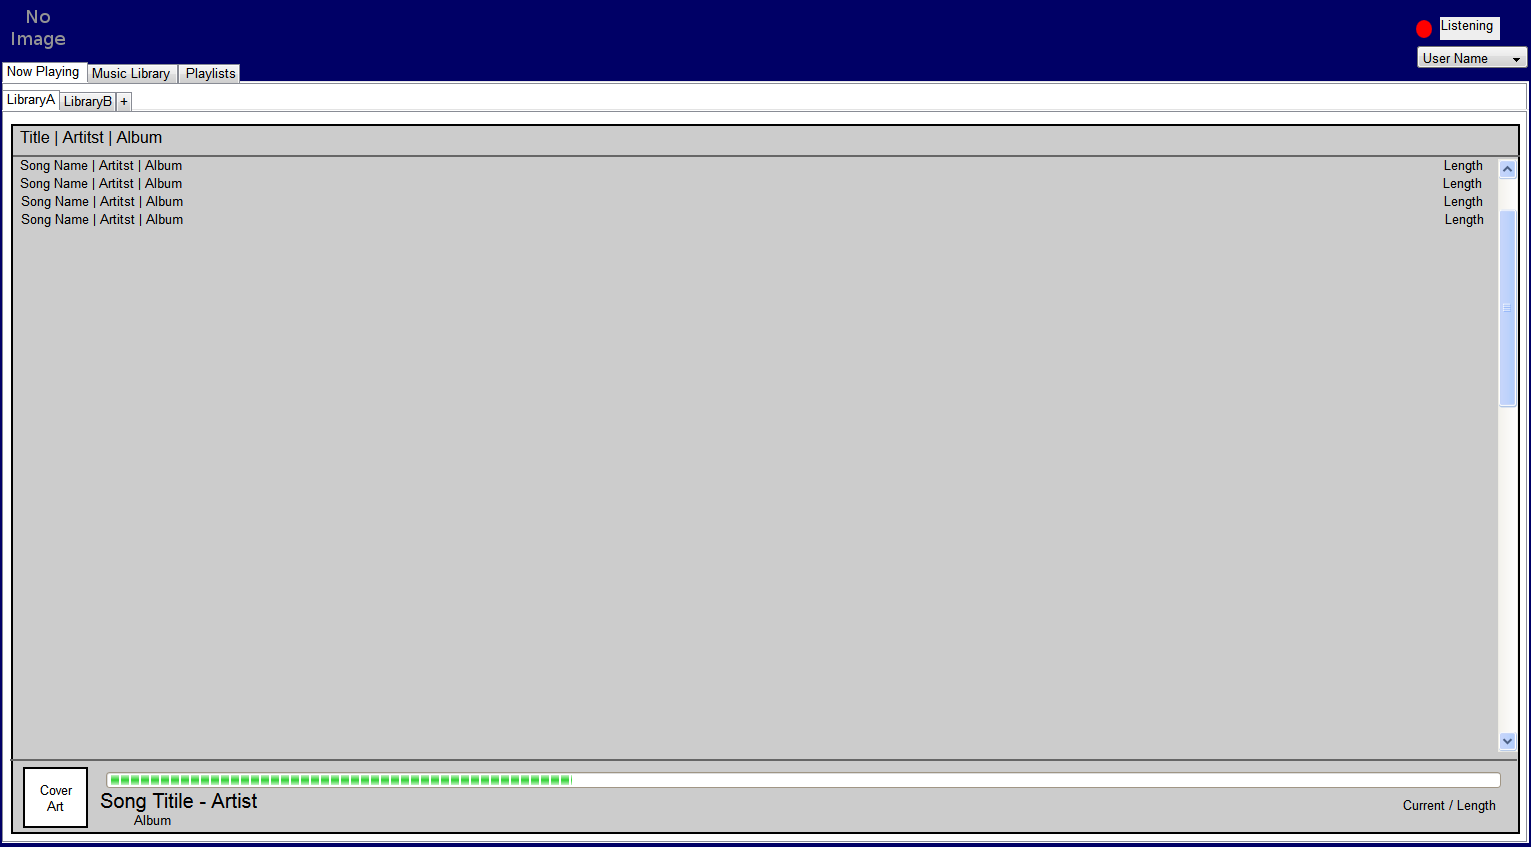 No
Image
Listening
User Name
Now Playing Music Library Playlists
LibraryA LibraryB +
Title | Artitst | Album
Song Name | Artitst | Album Length
Song Name | Artitst | Album Length
Song Name | Artitst | Album Length
Song Name | Artitst | Album Length
Cover
Art
Song Titile - Artist
Album
Current / Length